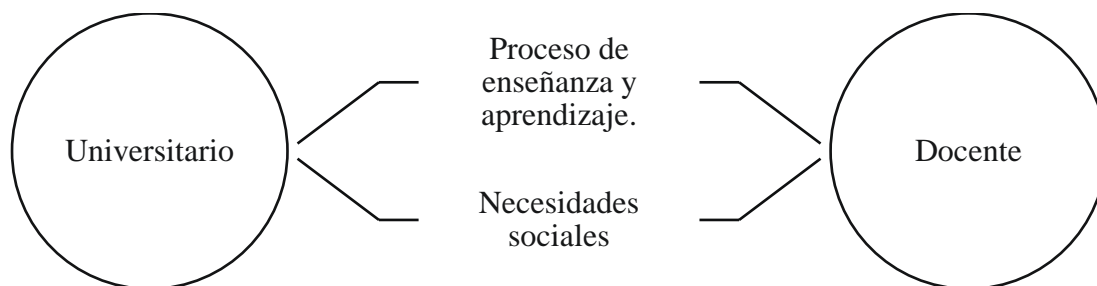 Proceso de
enseñanza y
aprendizaje.
Universitario
Docente
Necesidades
sociales